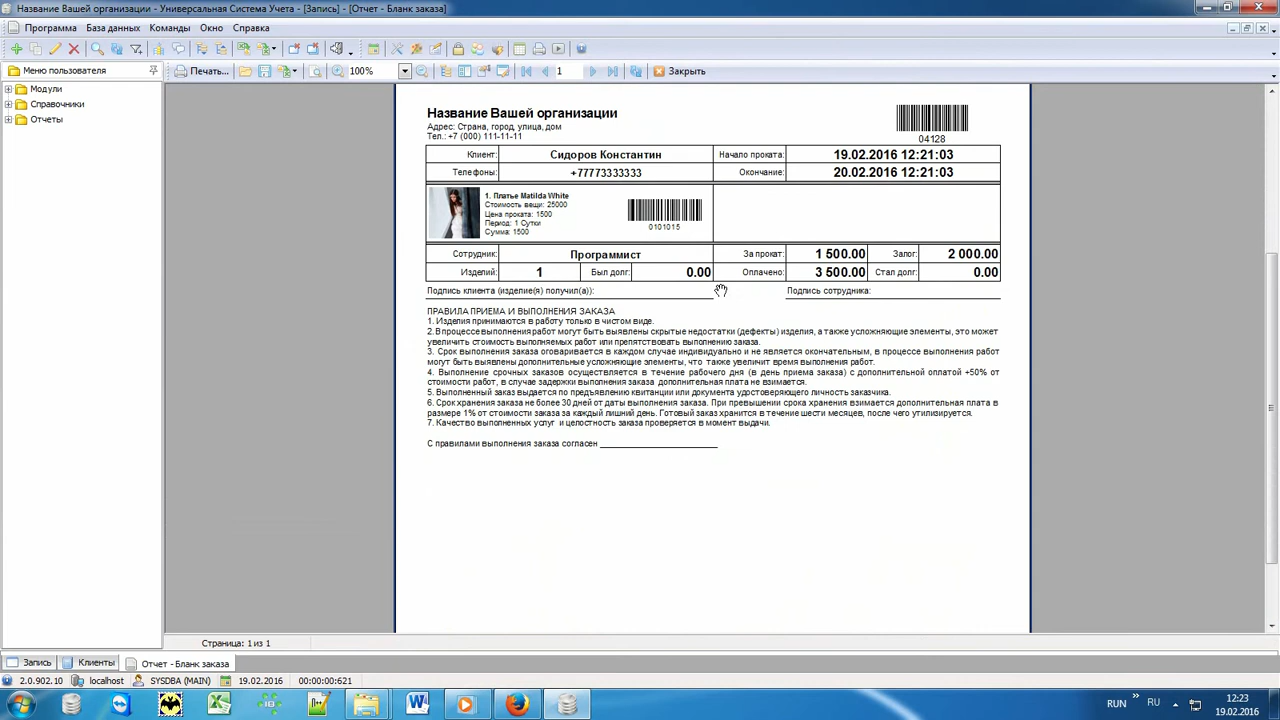 Название Вашей организации - Универсальная Система Учета - [Запись] - [Отчет - Бланк заказа]
Программа База данных Команды Окно Справка
Меню пользователя
Печать... 100% 1 Закрыть
Модули
Справочники
Отчеты
Название Вашей организации
Адрес: Страна, город, улица, дом
Тел.: +7 (000) 111-11-11
04128
Клиент: Сидоров Константин Начало проката: 19.02.2016 12:21:03
Телефоны: +77773333333 Окончание: 20.02.2016 12:21:03
1. Платье Matilda White
Стоимость вещи: 25000
Цена проката: 1500
Период: 1 Сутки
Сумма: 1500
0101015
Сотрудник: Программист За прокат: 1 500.00 Залог: 2 000.00
Изделий: 1 Был долг: 0.00 Оплачено: 3 500.00 Стал долг: 0.00
Подпись клиента (изделие(я) получил(а)): Подпись сотрудника:
ПРАВИЛА ПРИЕМА И ВЫПОЛНЕНИЯ ЗАКАЗА
1. Изделия принимаются в работу только в чистом виде.
2. В процессе выполнения работ могут быть выявлены скрытые недостатки (дефекты) изделия, а также усложняющие элементы, это может
увеличить стоимость выполняемых работ или препятствовать выполнению заказа.
3. Срок выполнения заказа оговаривается в каждом случае индивидуально и не является окончательным, в процессе выполнения работ
могут быть выявлены дополнительные усложняющие элементы, что также увеличит время выполнения работ.
4. Выполнение срочных заказов осуществляется в течение рабочего дня (в день приема заказа) с дополнительной оплатой +50% от
стоимости работ, в случае задержки выполнения заказа дополнительная плата не взимается.
5. Выполненный заказ выдается по предъявлению квитанции или документа удостоверяющего личность заказчика.
6. Срок хранения заказа не более 30 дней от даты выполнения заказа. При превышении срока хранения взимается дополнительная плата в
размере 1% от стоимости заказа за каждый лишний день. Готовый заказ хранится в течение шести месяцев, после чего утилизируется.
7. Качество выполненных услуг и целостность заказа проверяется в момент выдачи.
С правилами выполнения заказа согласен ____________________
Страница: 1 из 1
Запись Клиенты Отчет - Бланк заказа
2.0.902.10 localhost SYSDBA (MAIN) 19.02.2016 00:00:00:621
RUN RU 12:23
19.02.2016